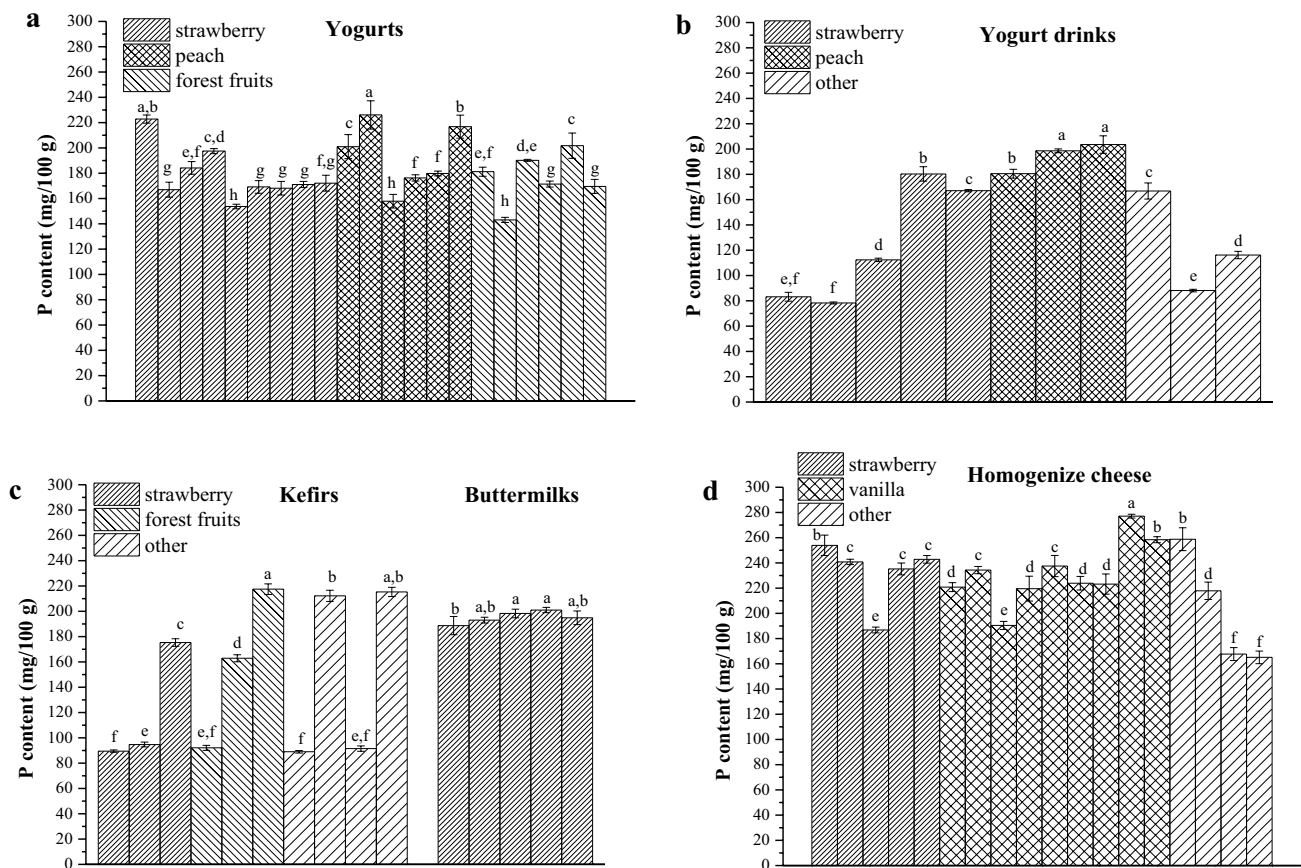 a
Yogurts
strawberry
peach
forest fruits
P content (mg/100 g)
300
280
260
240
220
200
180
160
140
120
100
80
60
40
20
0
a,b
g
e,f
c,d
h
g
g
g
f,g
c
a
h
f
f
b
e,f
h
d,e
g
c
g
b
Yogurt drinks
strawberry
peach
other
P content (mg/100 g)
300
280
260
240
220
200
180
160
140
120
100
80
60
40
20
0
e,f
f
d
b
c
b
a
a
c
e
d
c
Kefirs
Buttermilks
strawberry
forest fruits
other
P content (mg/100 g)
300
280
260
240
220
200
180
160
140
120
100
80
60
40
20
0
f
e
c
e,f
d
a
f
b
e,f
a,b
b
a,b
a
a
a,b
d
Homogenize cheese
strawberry
vanilla
other
P content (mg/100 g)
300
280
260
240
220
200
180
160
140
120
100
80
60
40
20
0
b
c
e
c
c
d
c
e
d
c
d
d
a
b
b
d
f
f